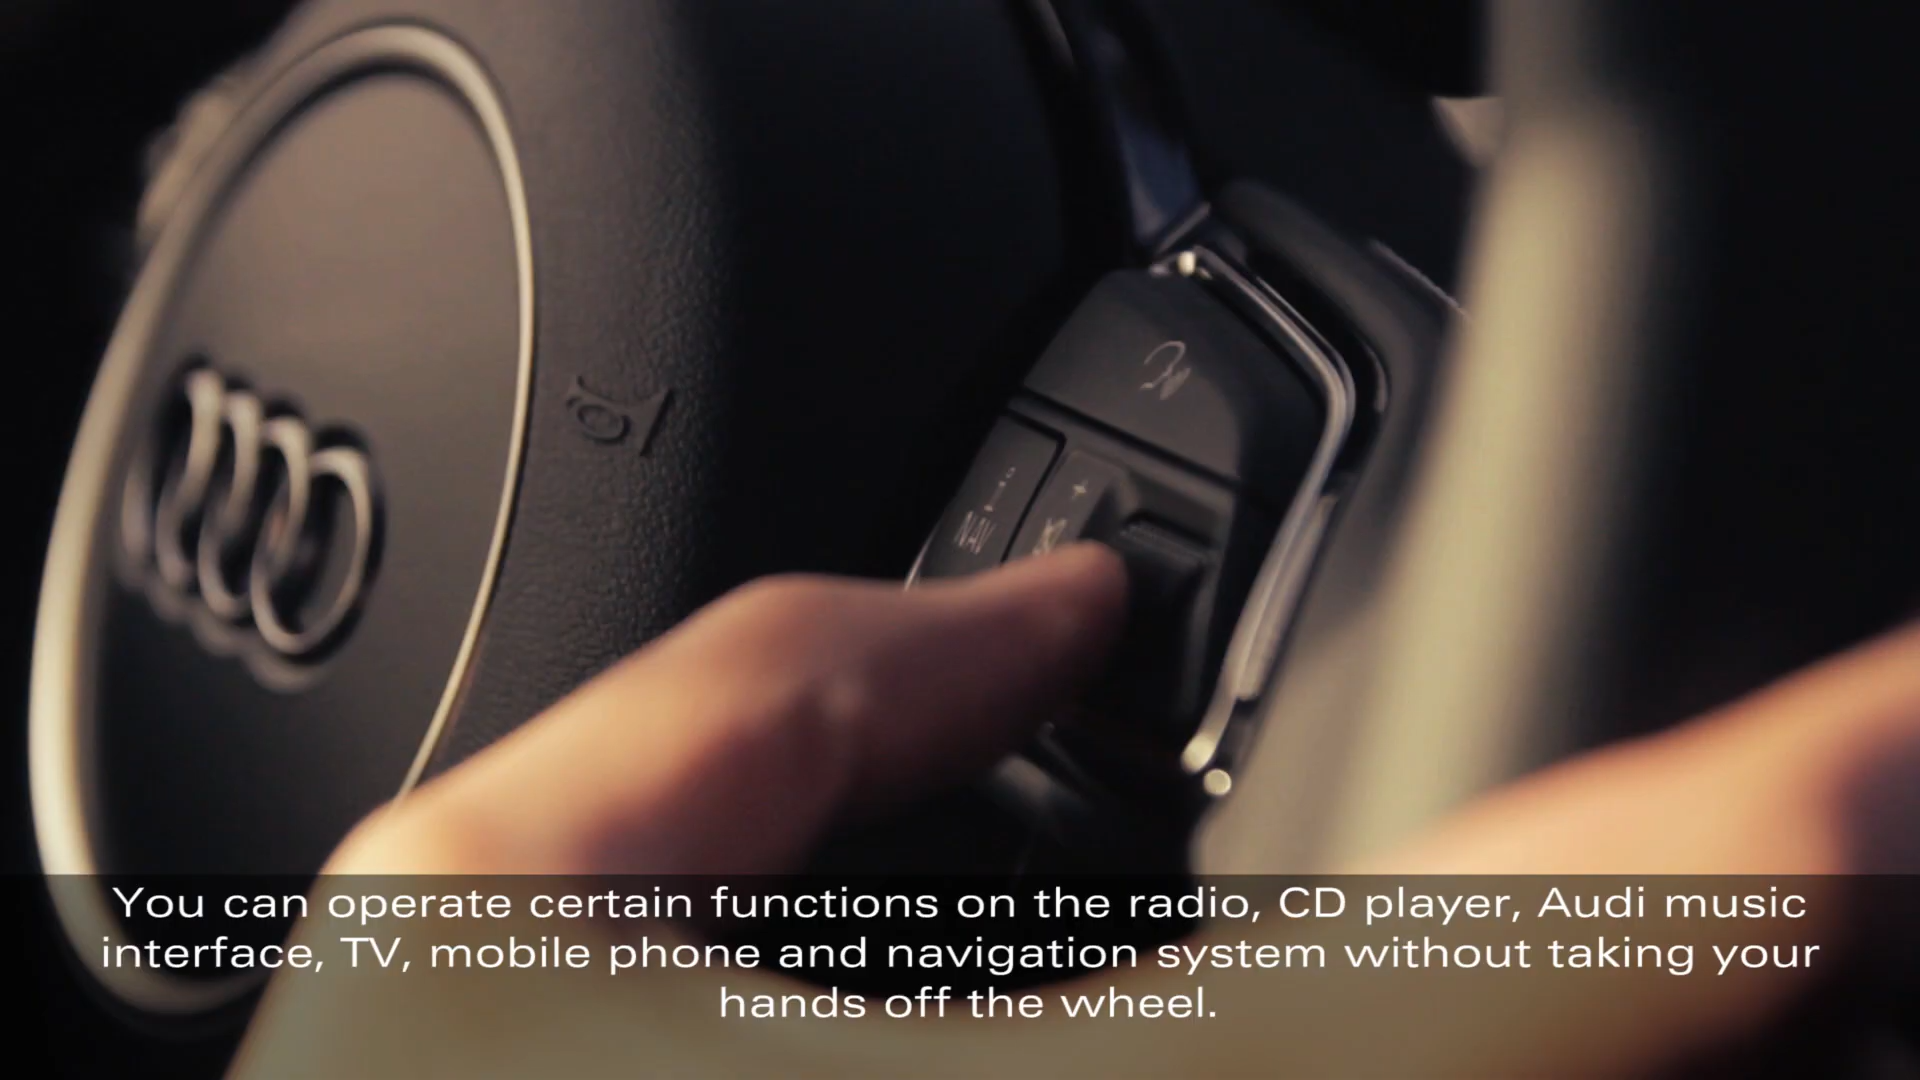 NAV
You can operate certain functions on the radio, CD player, Audi music
interface, TV, mobile phone and navigation system without taking your
hands off the wheel.